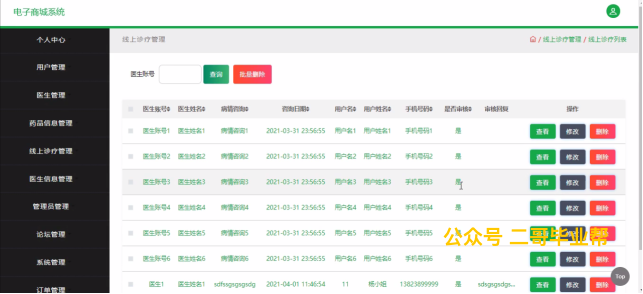 电子商城系统
个人中心
用户管理
医生管理
药品信息管理
线上诊疗管理
医生信息管理
管理员管理
论坛管理
系统管理
订单管理
线上诊疗管理
/ 线上诊疗管理 / 线上诊疗列表
医生账号 查询 批量删除
医生账号 医生姓名 病情咨询 咨询日期 用户名 用户姓名 手机号码 是否审核 审核回复 操作
医生账号1 医生姓名1 病情咨询1 2021-03-31 23:56:55 用户名1 用户姓名1 手机号码1 是 查看 修改 删除
医生账号2 医生姓名2 病情咨询2 2021-03-31 23:56:55 用户名2 用户姓名2 手机号码2 是 查看 修改 删除
医生账号3 医生姓名3 病情咨询3 2021-03-31 23:56:55 用户名3 用户姓名3 手机号码3 是 查看 修改 删除
医生账号4 医生姓名4 病情咨询4 2021-03-31 23:56:55 用户名4 用户姓名4 手机号码4 是 查看 修改 删除
医生账号5 医生姓名5 病情咨询5 2021-03-31 23:56:55 用户名5 用户姓名5 手机号码5 是
公众号 二哥毕业帮
医生账号6 医生姓名6 病情咨询6 2021-03-31 23:56:55 用户名6 用户姓名6 手机号码6 是 查看 修改 删除
医生1 sdfssgsgsgsdg 2021-04-01 11:46:54 11 杨小姐 13823899999 是 sdsgsgsdgs... 查看 修改 删除
Top